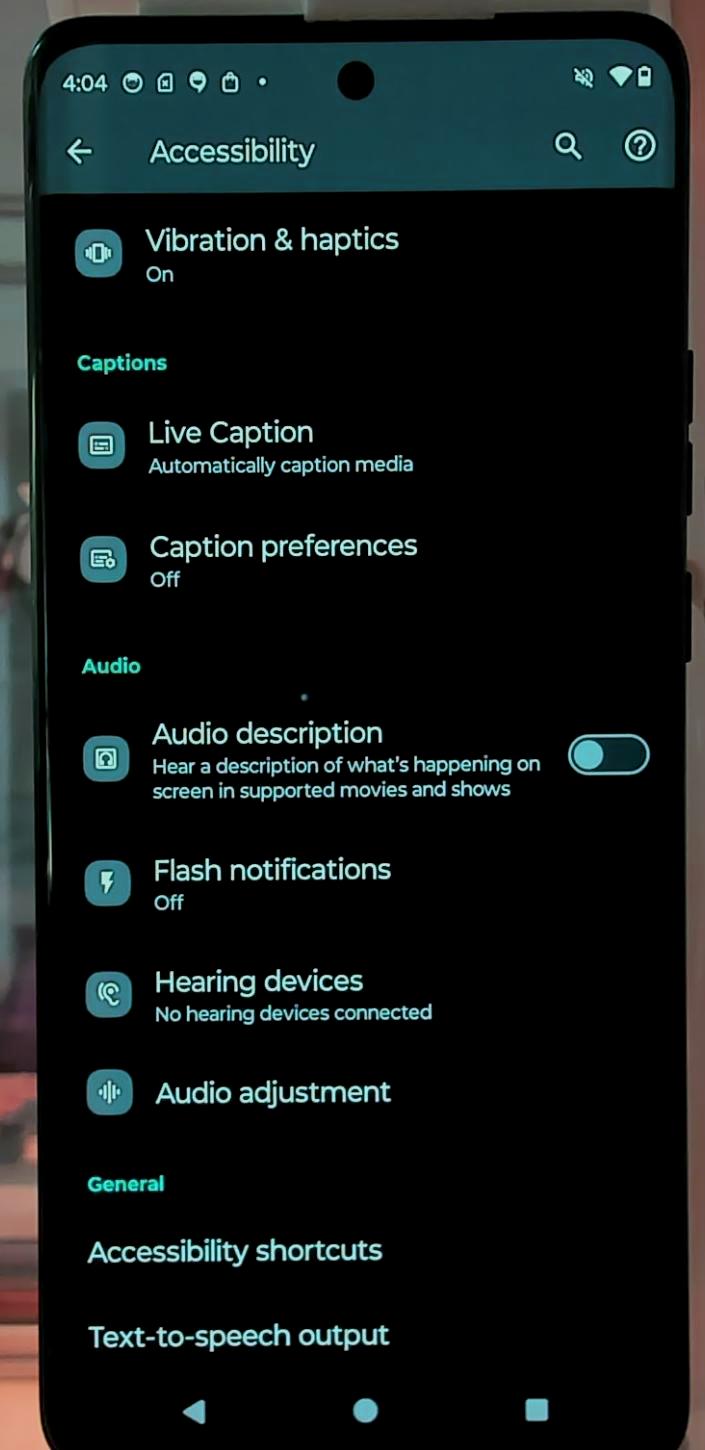 4:04
Accessibility
Vibration & haptics
On
Captions
Live Caption
Automatically caption media
Caption preferences
Off
Audio
Audio description
Hear a description of what's happening on
screen in supported movies and shows
Flash notifications
Off
Hearing devices
No hearing devices connected
Audio adjustment
General
Accessibility shortcuts
Text-to-speech output